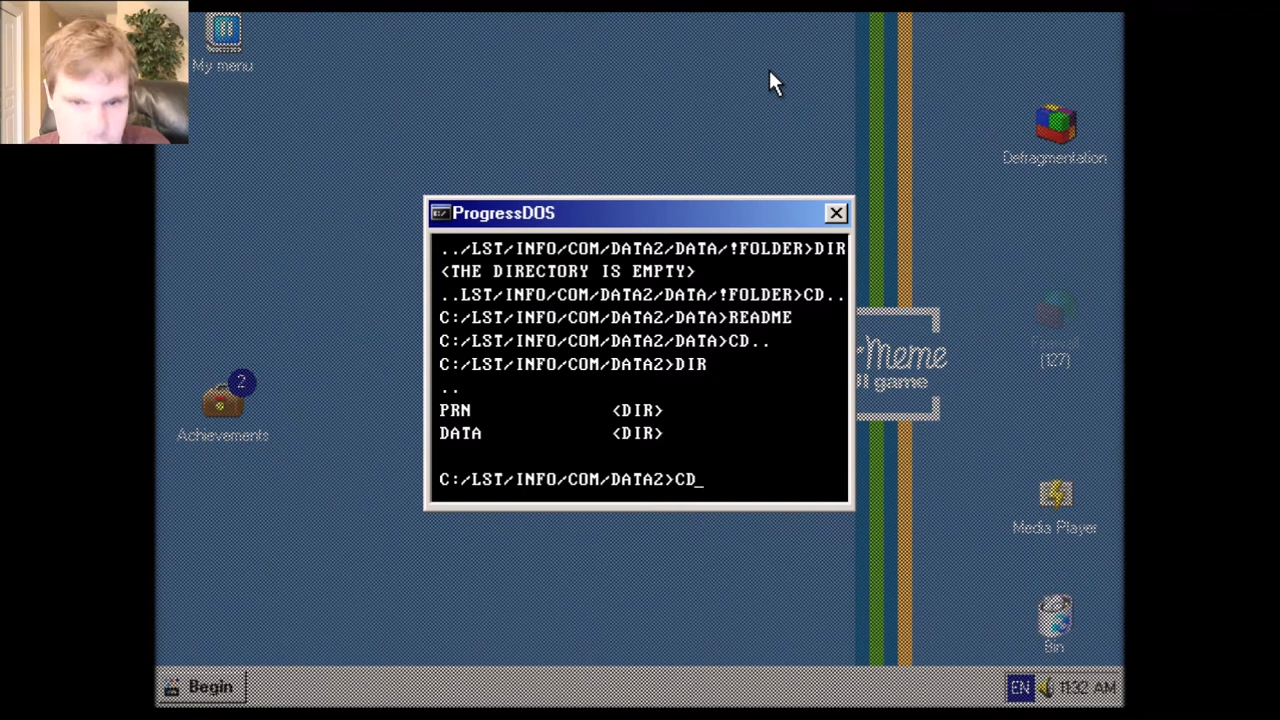 My menu
Defragmentation
ProgressDOS
../LST/INFO/COM/DATA2/DATA/!FOLDER>DIR
<THE DIRECTORY IS EMPTY>
..LST/INFO/COM/DATA2/DATA/!FOLDER>CD..
C:/LST/INFO/COM/DATA2/DATA>README
C:/LST/INFO/COM/DATA2/DATA>CD..
C:/LST/INFO/COM/DATA2>DIR
..
PRN <DIR>
DATA <DIR>
C:/LST/INFO/COM/DATA2>CD_
Meme
game
Firewall
(127)
2
Achievements
Media Player
Bin
Begin
EN
11:32 AM